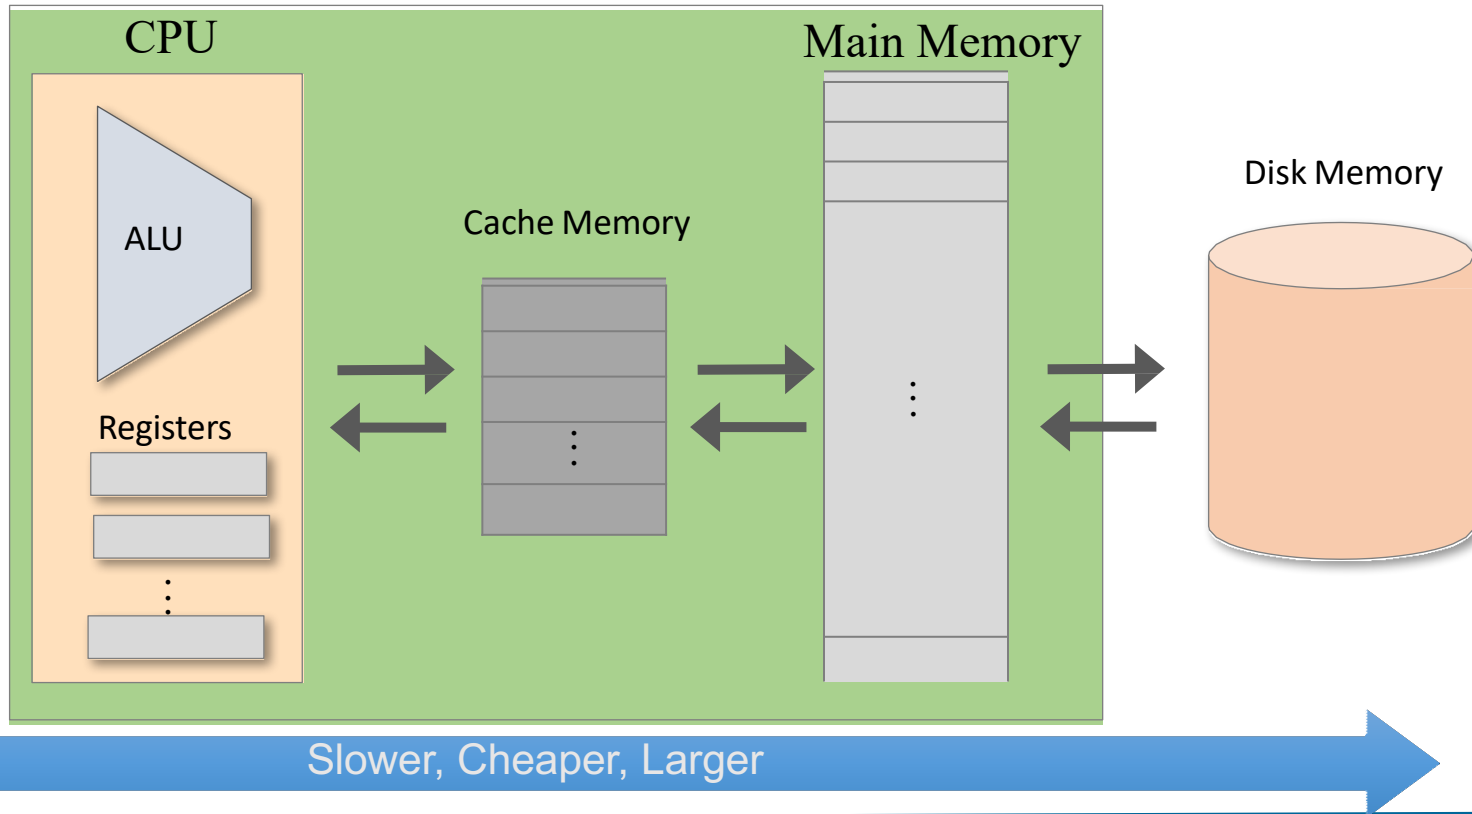 CPU
Main Memory
Disk Memory
Cache Memory
ALU
Registers
Slower, Cheaper, Larger